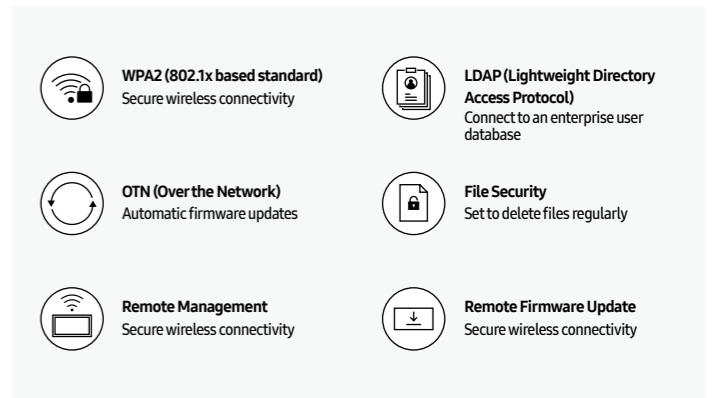 WPA2 (802.1x based standard)
Secure wireless connectivity
LDAP (Lightweight Directory
Access Protocol)
Connect to an enterprise user
database
OTN (Over the Network)
Automatic firmware updates
File Security
Set to delete files regularly
Remote Management
Secure wireless connectivity
Remote Firmware Update
Secure wireless connectivity